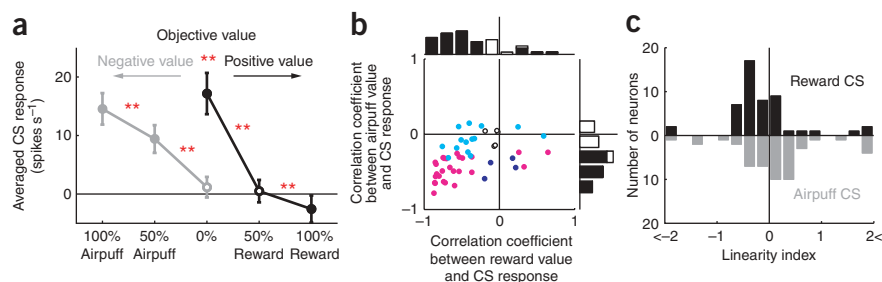 a
Objective value
Negative value
**
Positive value
Averaged CS response
(spikes s⁻¹)
20
10
0
**
**
**
**
100%
Airpuff
50%
Airpuff
0%
50%
Reward
100%
Reward
b
Correlation coefficient
between airpuff value
and CS response
1
0
−1
−1
0
1
Correlation coefficient
between reward value
and CS response
c
Number of neurons
20
10
0
10
20
Reward CS
Airpuff CS
<−2
−1
0
1
2<
Linearity index